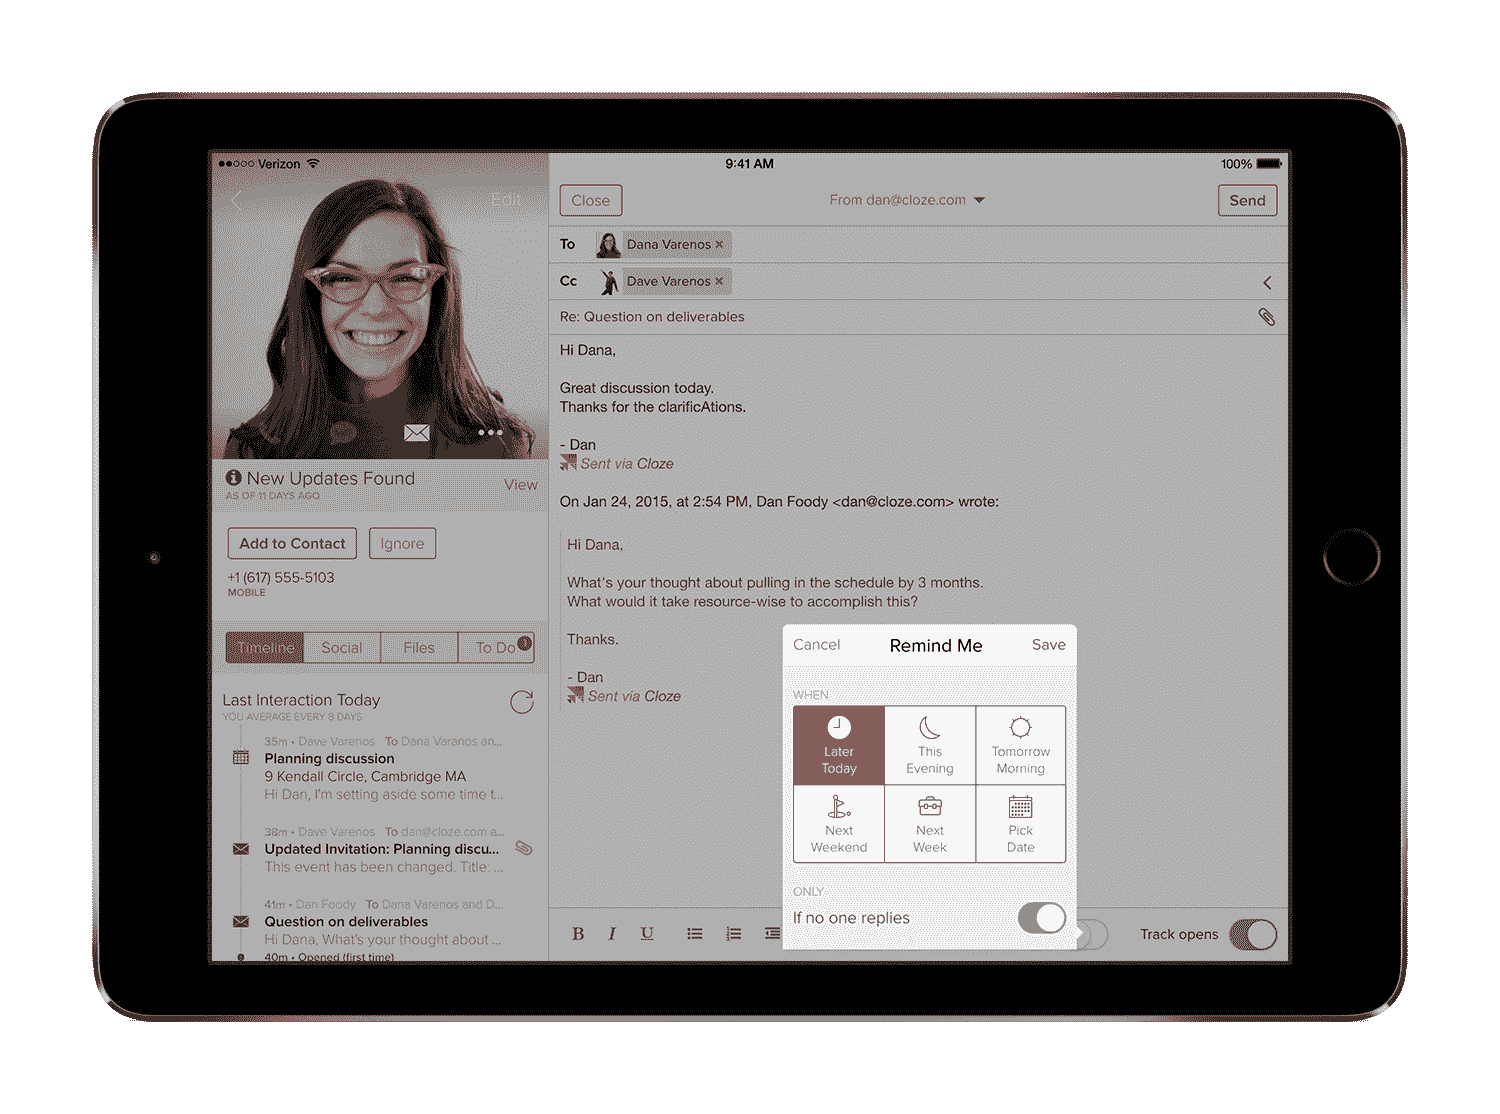 Verizon
9:41 AM
100%
Edit
New Updates Found
AS OF 11 DAYS AGO
View
Add to Contact
Ignore
+1 (617) 555-5103
MOBILE
Timeline
Social
Files
To Do
Last Interaction Today
YOU AVERAGE EVERY 8 DAYS
35m • Dave Varenos To Dana Varanos an...
Planning discussion
9 Kendall Circle, Cambridge MA
Hi Dan, I'm setting aside some time t...
38m • Dave Varenos To dan@cloze.com a...
Updated Invitation: Planning discu...
This event has been changed. Title: ...
41m • Dan Foody To Dana Varenos and D...
Question on deliverables
Hi Dana, What's your thought about ...
40m • Opened (first time)
Close
From dan@cloze.com
Send
To Dana Varenos ×
Cc Dave Varenos ×
Re: Question on deliverables
Hi Dana,
Great discussion today.
Thanks for the clarificAtions.
- Dan
Sent via Cloze
On Jan 24, 2015, at 2:54 PM, Dan Foody <dan@cloze.com> wrote:
Hi Dana,
What's your thought about pulling in the schedule by 3 months.
What would it take resource-wise to accomplish this?
Thanks.
- Dan
Sent via Cloze
Cancel
Remind Me
Save
WHEN
Later
Today
This
Evening
Tomorrow
Morning
Next
Weekend
Next
Week
Pick
Date
ONLY
If no one replies
B I U
Track opens